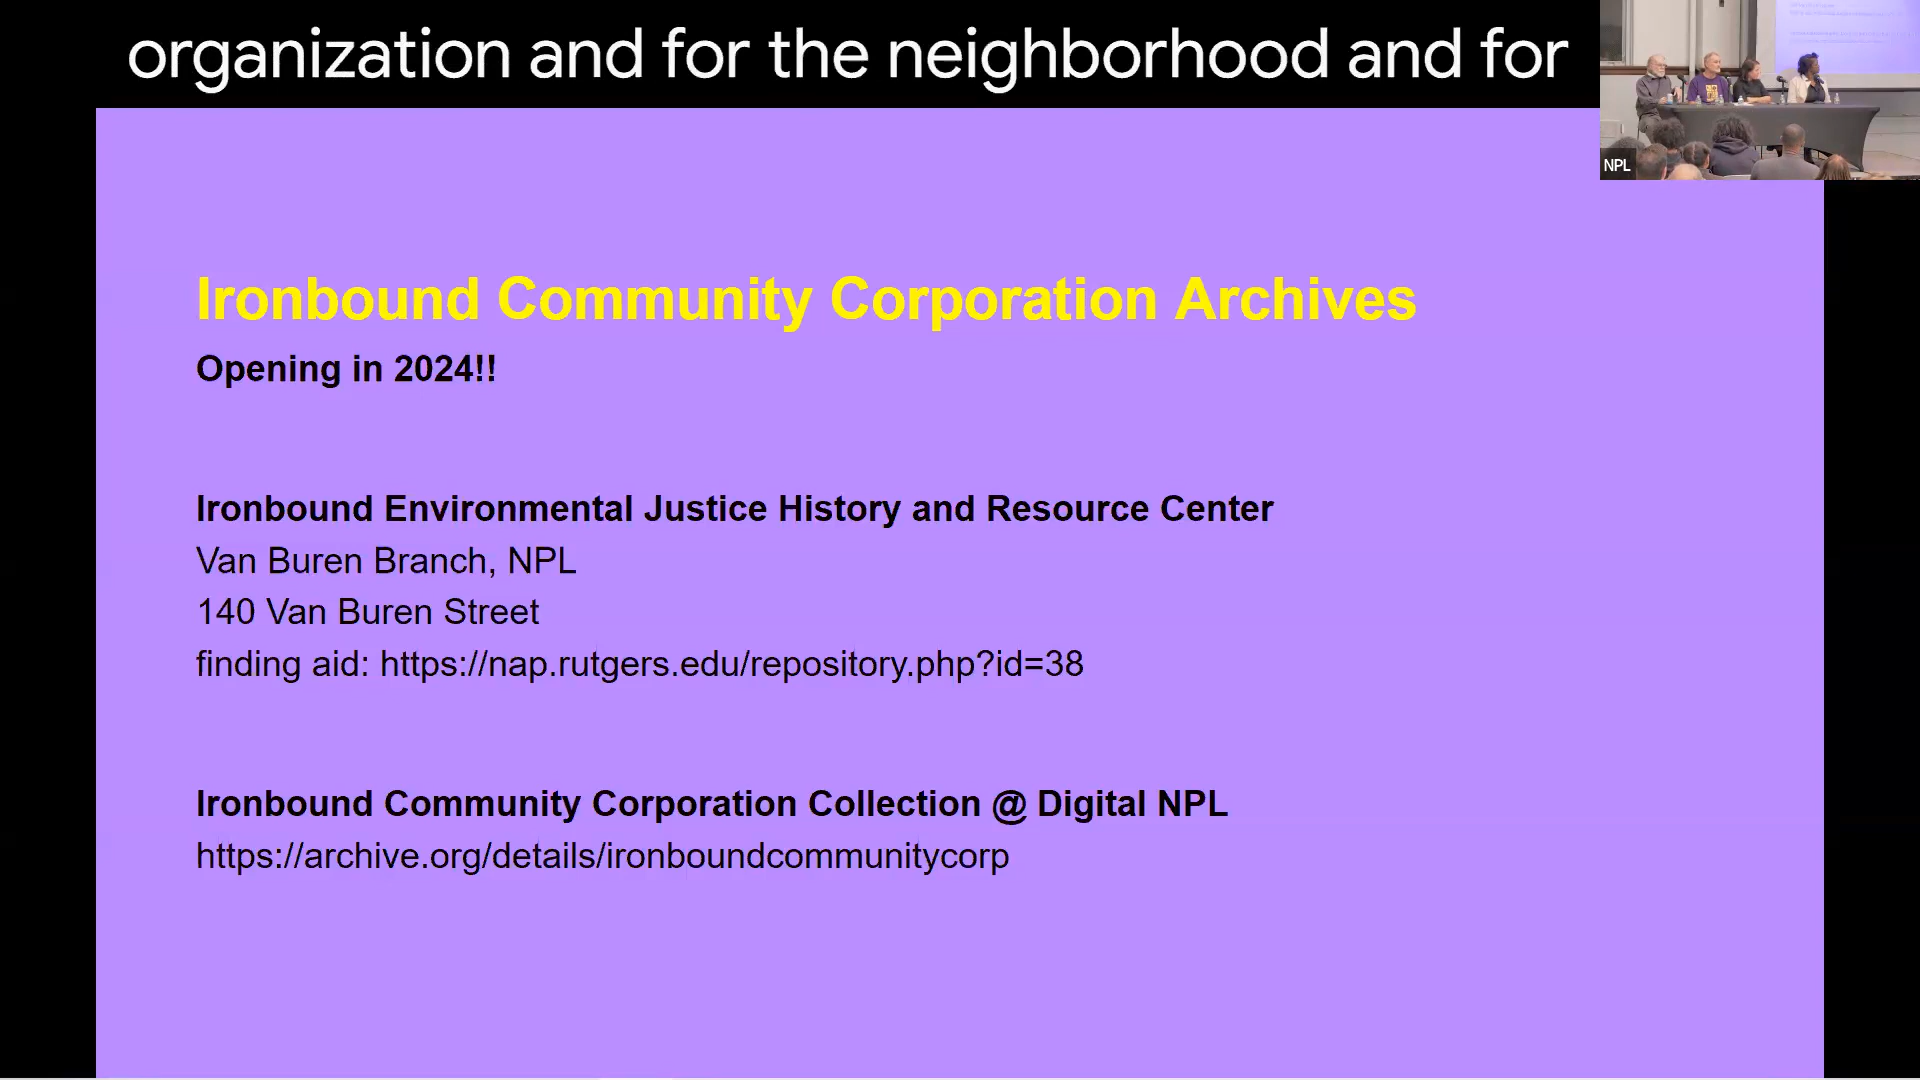 organization and for the neighborhood and for
NPL
Ironbound Community Corporation Archives
Opening in 2024!!
Ironbound Environmental Justice History and Resource Center
Van Buren Branch, NPL
140 Van Buren Street
finding aid: https://nap.rutgers.edu/repository.php?id=38
Ironbound Community Corporation Collection @ Digital NPL
https://archive.org/details/ironboundcommunitycorp